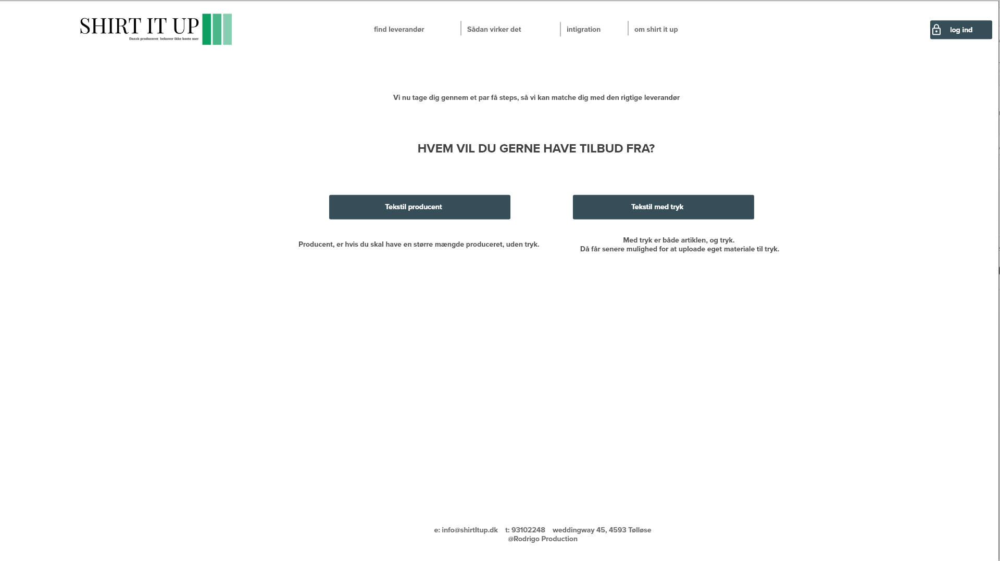 SHIRT IT UP
Dansk produceret behøver ikke koste mer
find leverandør
Sådan virker det
intigration
om shirt it up
log ind
Vi nu tage dig gennem et par få steps, så vi kan matche dig med den rigtige leverandør
HVEM VIL DU GERNE HAVE TILBUD FRA?
Tekstil producent
Tekstil med tryk
Producent, er hvis du skal have en større mængde produceret, uden tryk.
Med tryk er både artiklen, og tryk.
Då får senere mulighed for at uploade eget materiale til tryk.
e: info@shirtItup.dk t: 93102248 weddingway 45, 4593 Tølløse
@Rodrigo Production